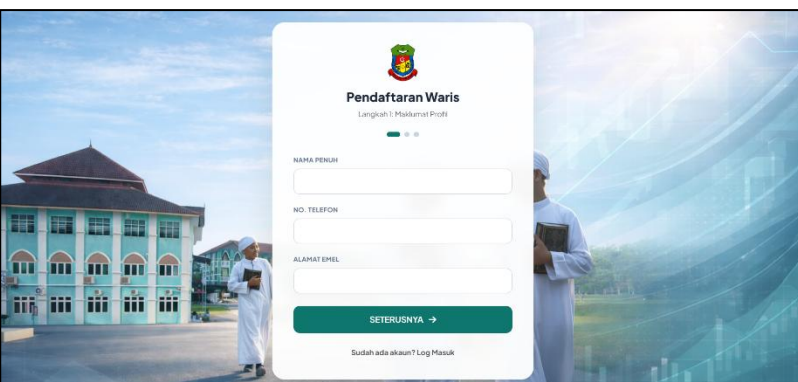 Pendaftaran Waris
Langkah 1: Maklumat Profil
NAMA PENUH
NO. TELEFON
ALAMAT EMEL
SETERUSNYA →
Sudah ada akaun? Log Masuk